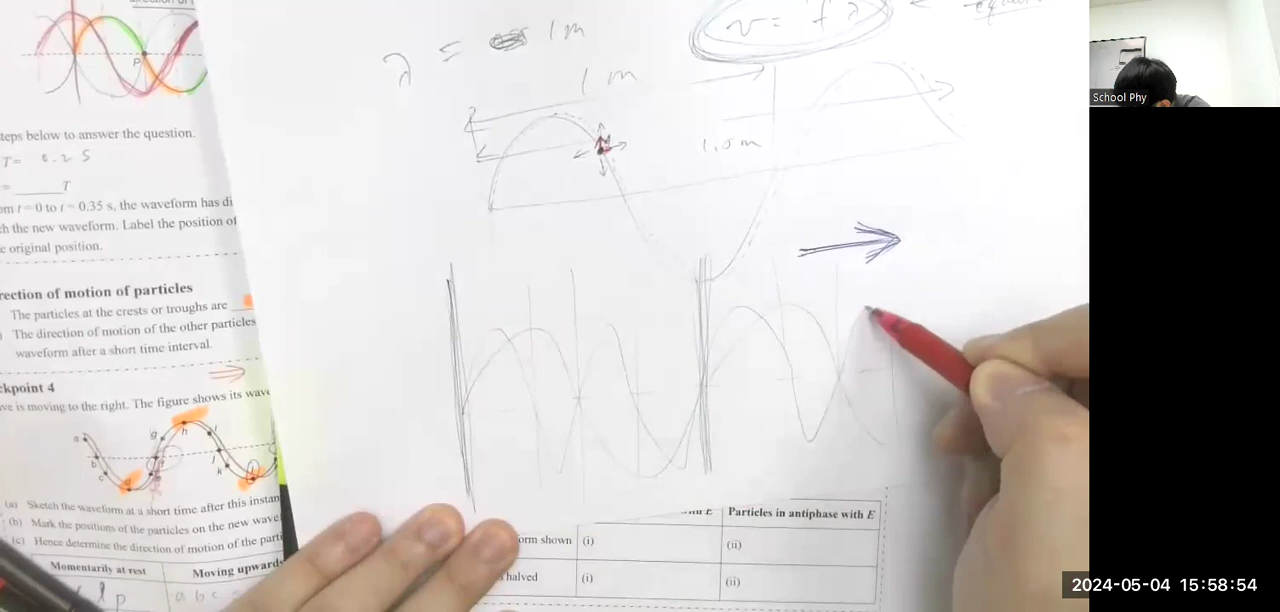 λ = 1 m
v = f λ
1 m
1.5 m
P
teps below to answer the question.
T = 0.2 s
= ______T
om t = 0 to t = 0.35 s, the waveform has di
h the new waveform. Label the position of
e original position.
rection of motion of particles
The particles at the crests or troughs are
The direction of motion of the other particles
waveform after a short time interval.
ckpoint 4
ve is moving to the right. The figure shows its wave
a
b
c
g
h
k
(a) Sketch the waveform at a short time after this instan
(b) Mark the positions of the particles on the new wave
(c) Hence determine the direction of motion of the parti
Momentarily at rest
Moving upward
l p
a b c
E
Particles in antiphase with E
orm shown
(i)
(ii)
halved
(i)
(ii)
School Phy
2024-05-04 15:58:54